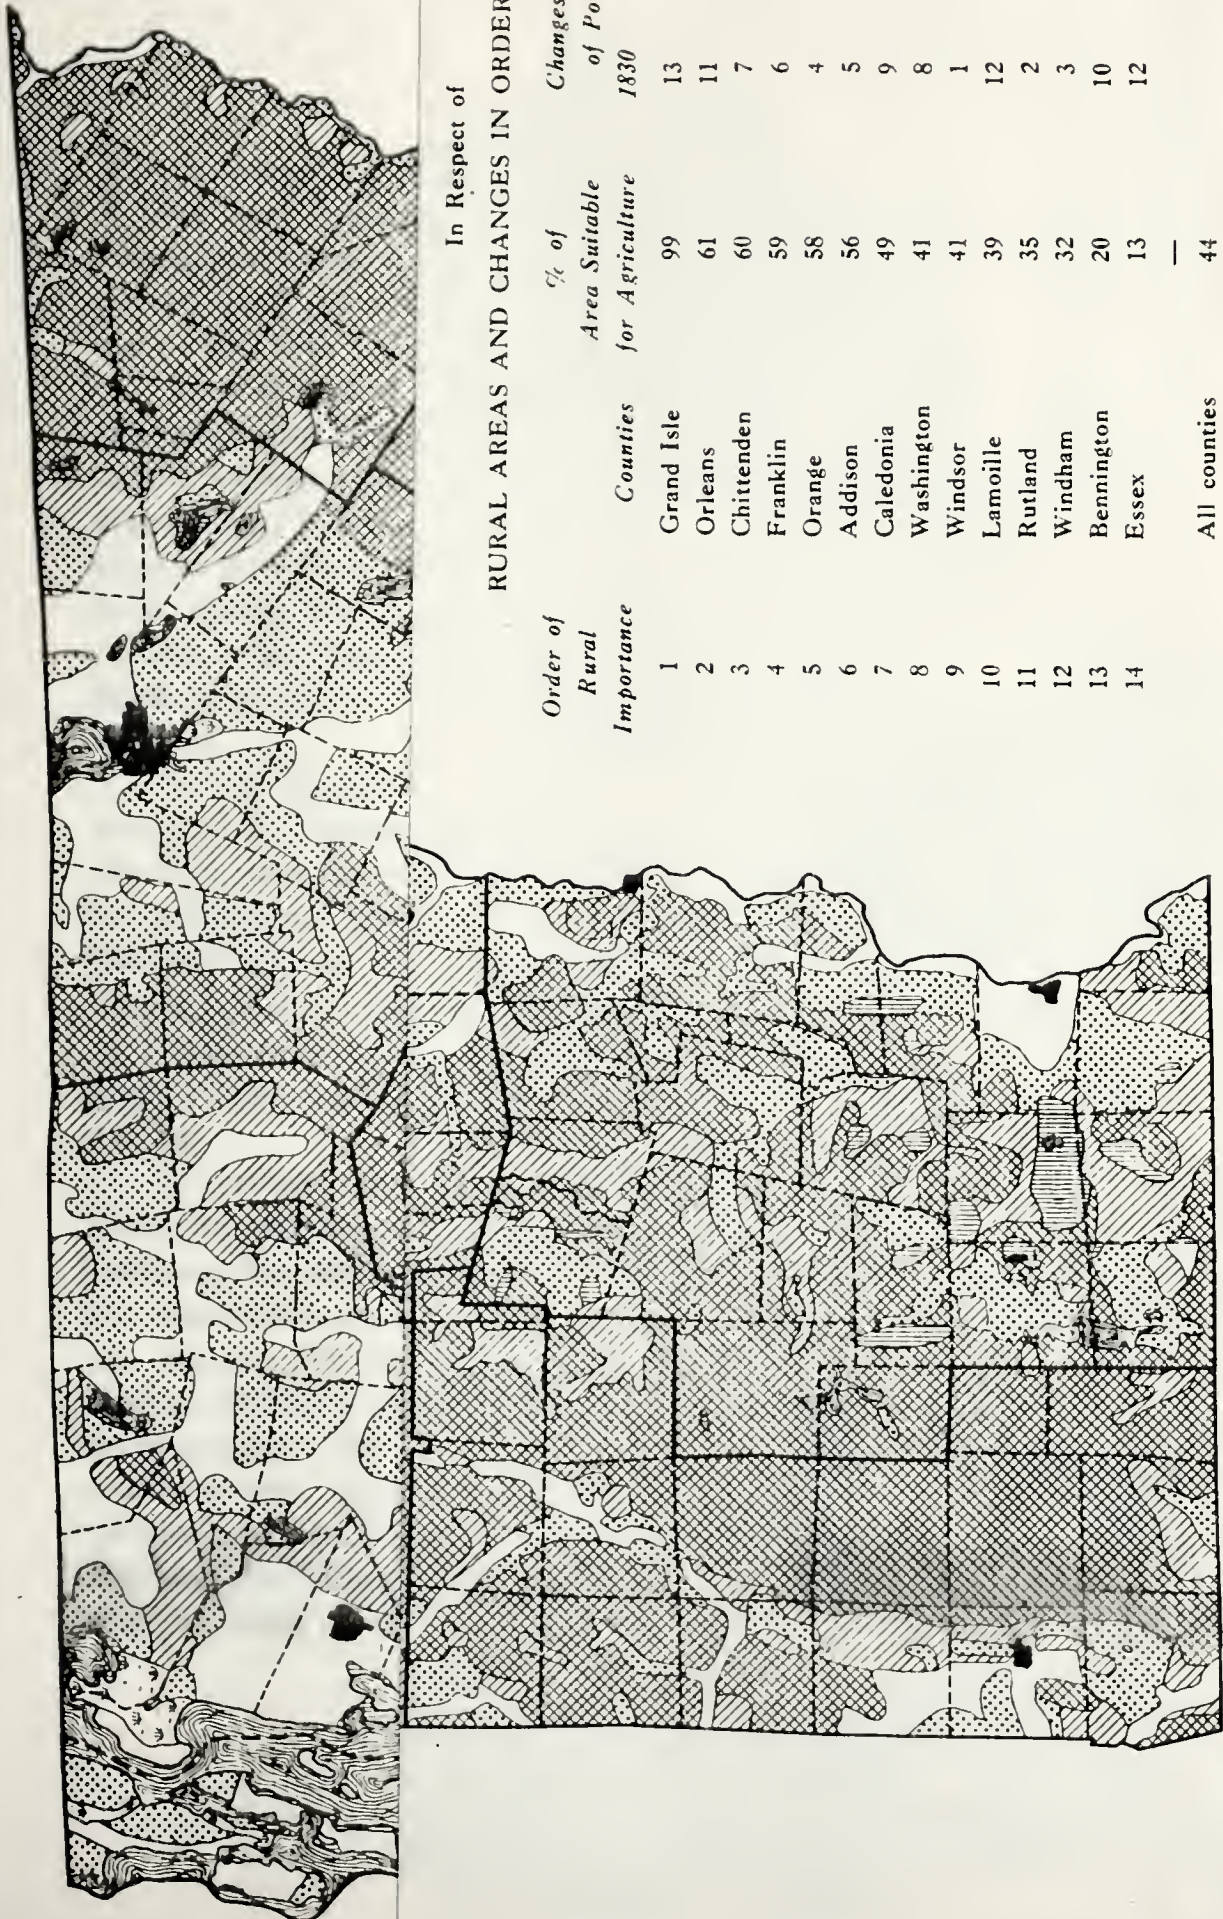 In Respect of
RURAL AREAS AND CHANGES IN ORDER
Order of % of Changes
Rural Area Suitable of Po
Importance Counties for Agriculture 1830
1 Grand Isle 99 13
2 Orleans 61 11
3 Chittenden 60 7
4 Franklin 59 6
5 Orange 58 4
6 Addison 56 5
7 Caledonia 49 9
8 Washington 41 8
9 Windsor 41 1
10 Lamoille 39 12
11 Rutland 35 2
12 Windham 32 3
13 Bennington 20 10
14 Essex 13 12
—
All counties 44